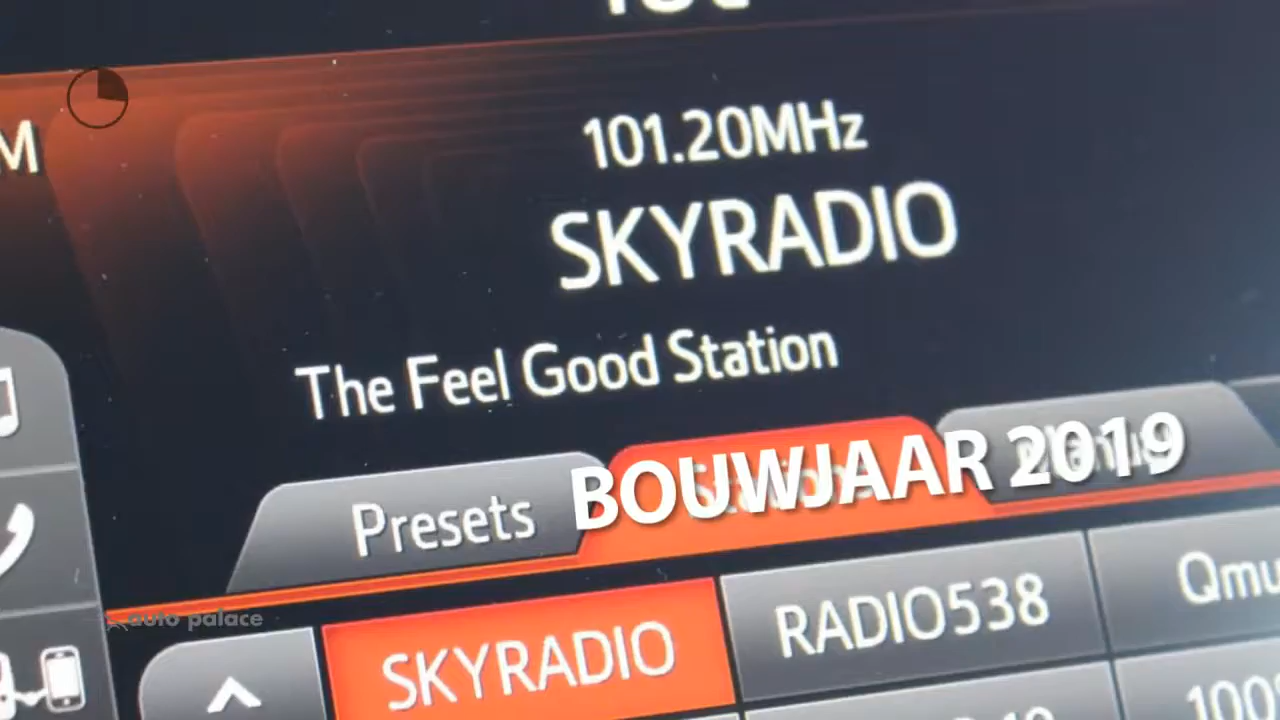 101.20MHz
SKYRADIO
The Feel Good Station
Presets
BOUWJAAR 2019
SKYRADIO
RADIO538
auto palace